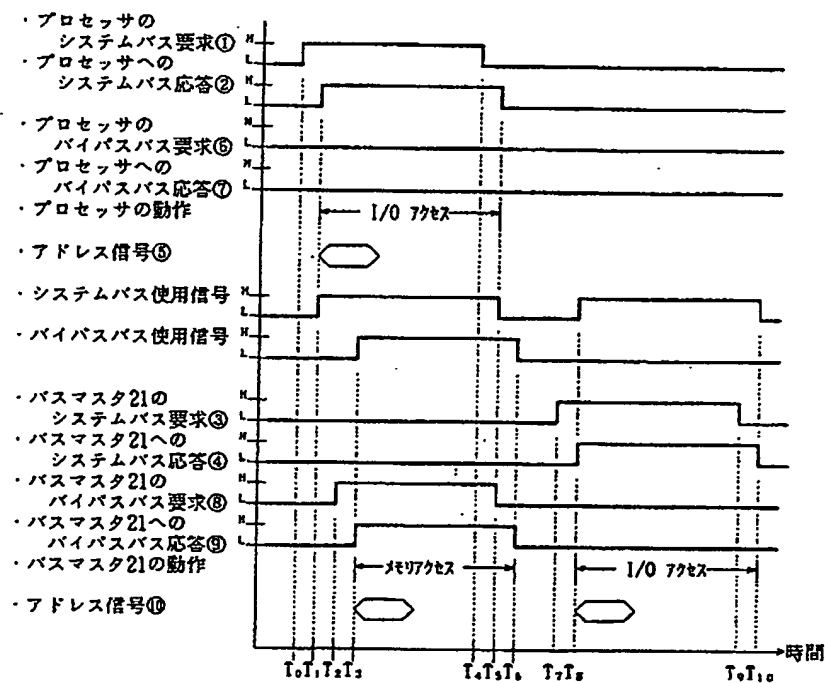 ・プロセッサの
システムバス要求① H
L
・プロセッサへの
システムバス応答② H
L
・プロセッサの H
バイパスバス要求⑥ L
・プロセッサへの H
バイパスバス応答⑦ L
・プロセッサの動作 I/O アクセス
・アドレス信号⑤
・システムバス使用信号 H
L
・バイパスバス使用信号 H
L
・バスマスタ21の H
システムバス要求③ L
・バスマスタ21への H
システムバス応答④ L
・バスマスタ21の H
バイパスバス要求⑧ L
・バスマスタ21への H
バイパスバス応答⑨ L
・バスマスタ21の動作 メモリアクセス I/O アクセス
・アドレス信号⑩
時間
T₀ T₁ T₂ T₃ T₄ T₅ T₆ T₇ T₈ T₉ T₁₀